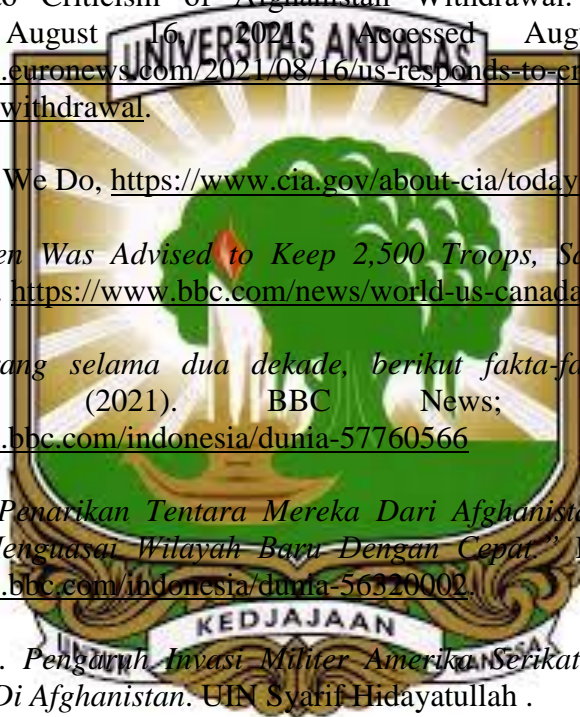 to Criticism of Afghanistan Withdrawal.
August 16, 2021. Accessed Aug
UNIVERSITAS ANDALAS
.euronews.com/2021/08/16/us-responds-to-cr
withdrawal.
We Do, https://www.cia.gov/about-cia/today
en Was Advised to Keep 2,500 Troops, Sa
. https://www.bbc.com/news/world-us-canada
ang selama dua dekade, berikut fakta-fa
(2021). BBC News;
.bbc.com/indonesia/dunia-57760566
Penarikan Tentara Mereka Dari Afghanista
Menguasai Wilayah Baru Dengan Cepat.”
.bbc.com/indonesia/dunia-56320002.
KEDJAJAAN
UNTUK BANGSA
. Pengaruh Invasi Militer Amerika Serikat
Di Afghanistan. UIN Syarif Hidayatullah .